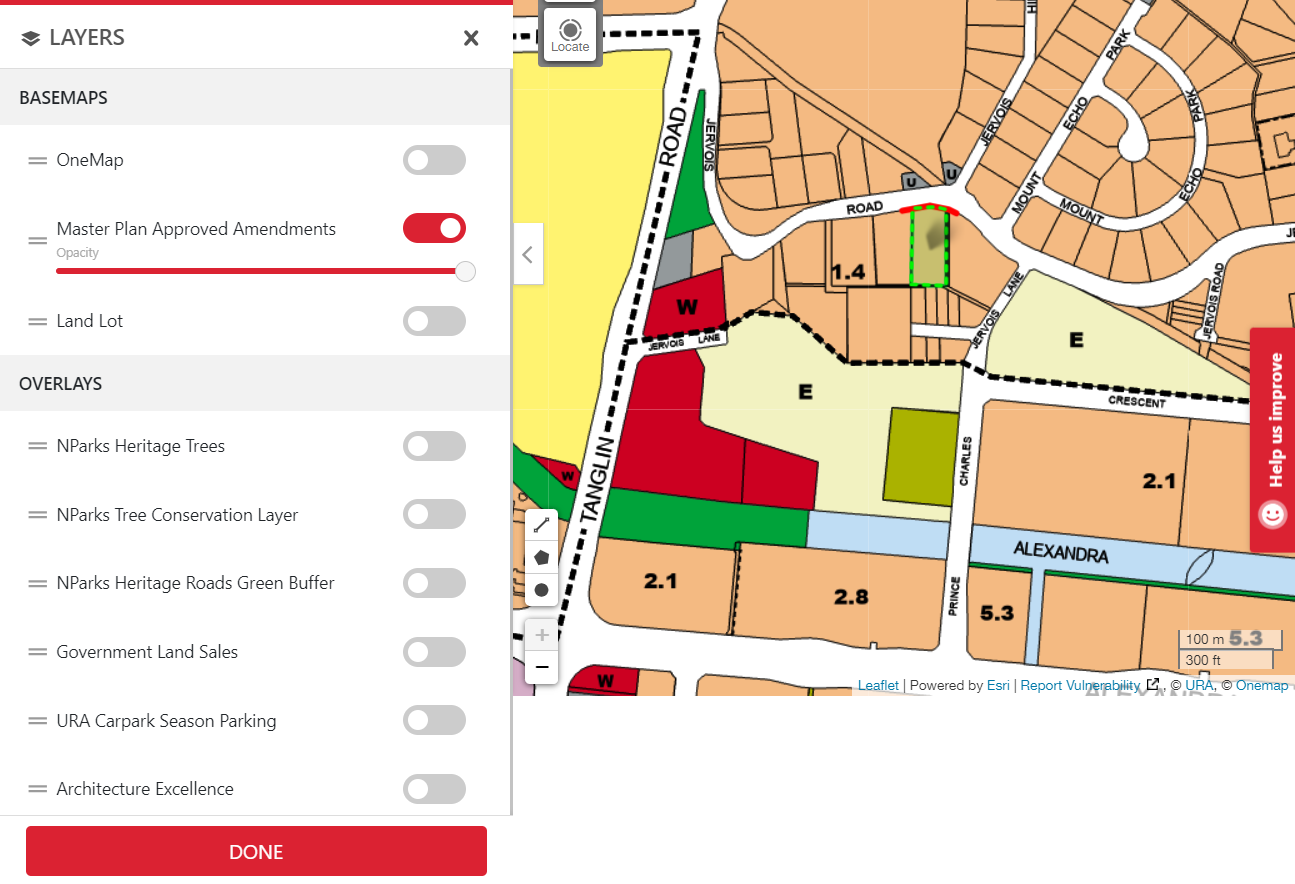 LAYERS
BASEMAPS
OneMap
Master Plan Approved Amendments
Opacity
Land Lot
OVERLAYS
NParks Heritage Trees
NParks Tree Conservation Layer
NParks Heritage Roads Green Buffer
Government Land Sales
URA Carpark Season Parking
Architecture Excellence
DONE
Locate
PARK
ROAD
JERVOIS
JERVOIS
ECHO
PARK
U
U
ECHO
MOUNT
MOUNT
ROAD
1.4
JERVOIS LANE
JERVOIS ROAD
W
JERVOIS LANE
E
E
CRESCENT
CHARLES
W
TANGLIN
2.1
ALEXANDRA
2.1
2.8
PRINCE
5.3
W
100 m 5.3
300 ft
Leaflet | Powered by Esri | Report Vulnerability , © URA, © Onemap
Help us improve